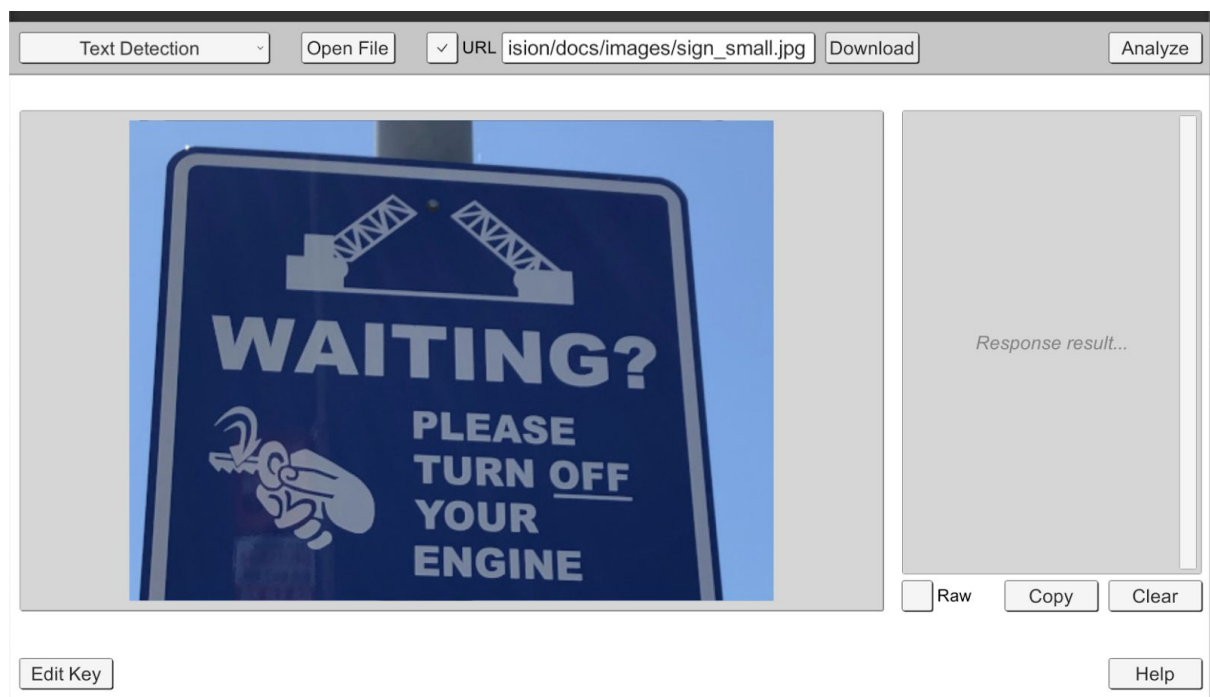 Text Detection
Open File
URL
ision/docs/images/sign_small.jpg
Download
Analyze
WAITING?
PLEASE
TURN OFF
YOUR
ENGINE
Response result...
Raw
Copy
Clear
Edit Key
Help